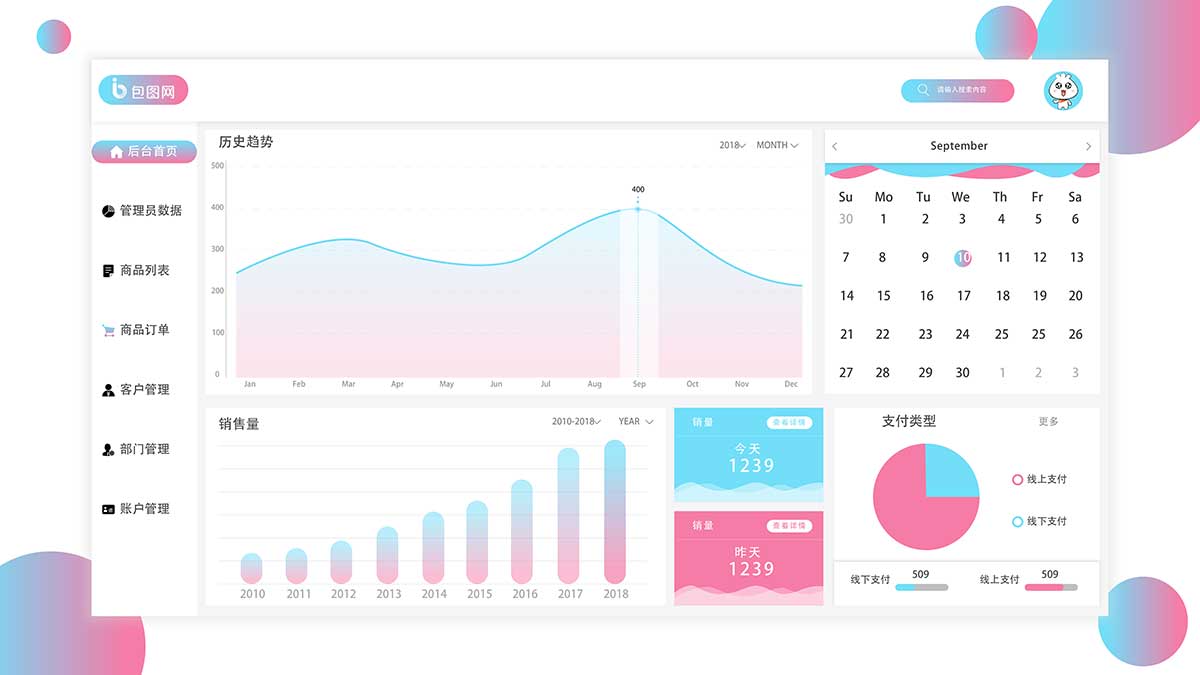 包图网
请输入搜索内容
后台首页
管理员数据
商品列表
商品订单
客户管理
部门管理
账户管理
历史趋势
2018 MONTH
500
400
300
200
100
0
400
Jan Feb Mar Apr May Jun Jul Aug Sep Oct Nov Dec
September
Su Mo Tu We Th Fr Sa
30 1 2 3 4 5 6
7 8 9 10 11 12 13
14 15 16 17 18 19 20
21 22 23 24 25 25 26
27 28 29 30 1 2 3
销售量
2010-2018 YEAR
2010 2011 2012 2013 2014 2015 2016 2017 2018
销量 查看详情
今天
1239
销量 查看详情
昨天
1239
支付类型 更多
线上支付
线下支付
线下支付 509
线上支付 509